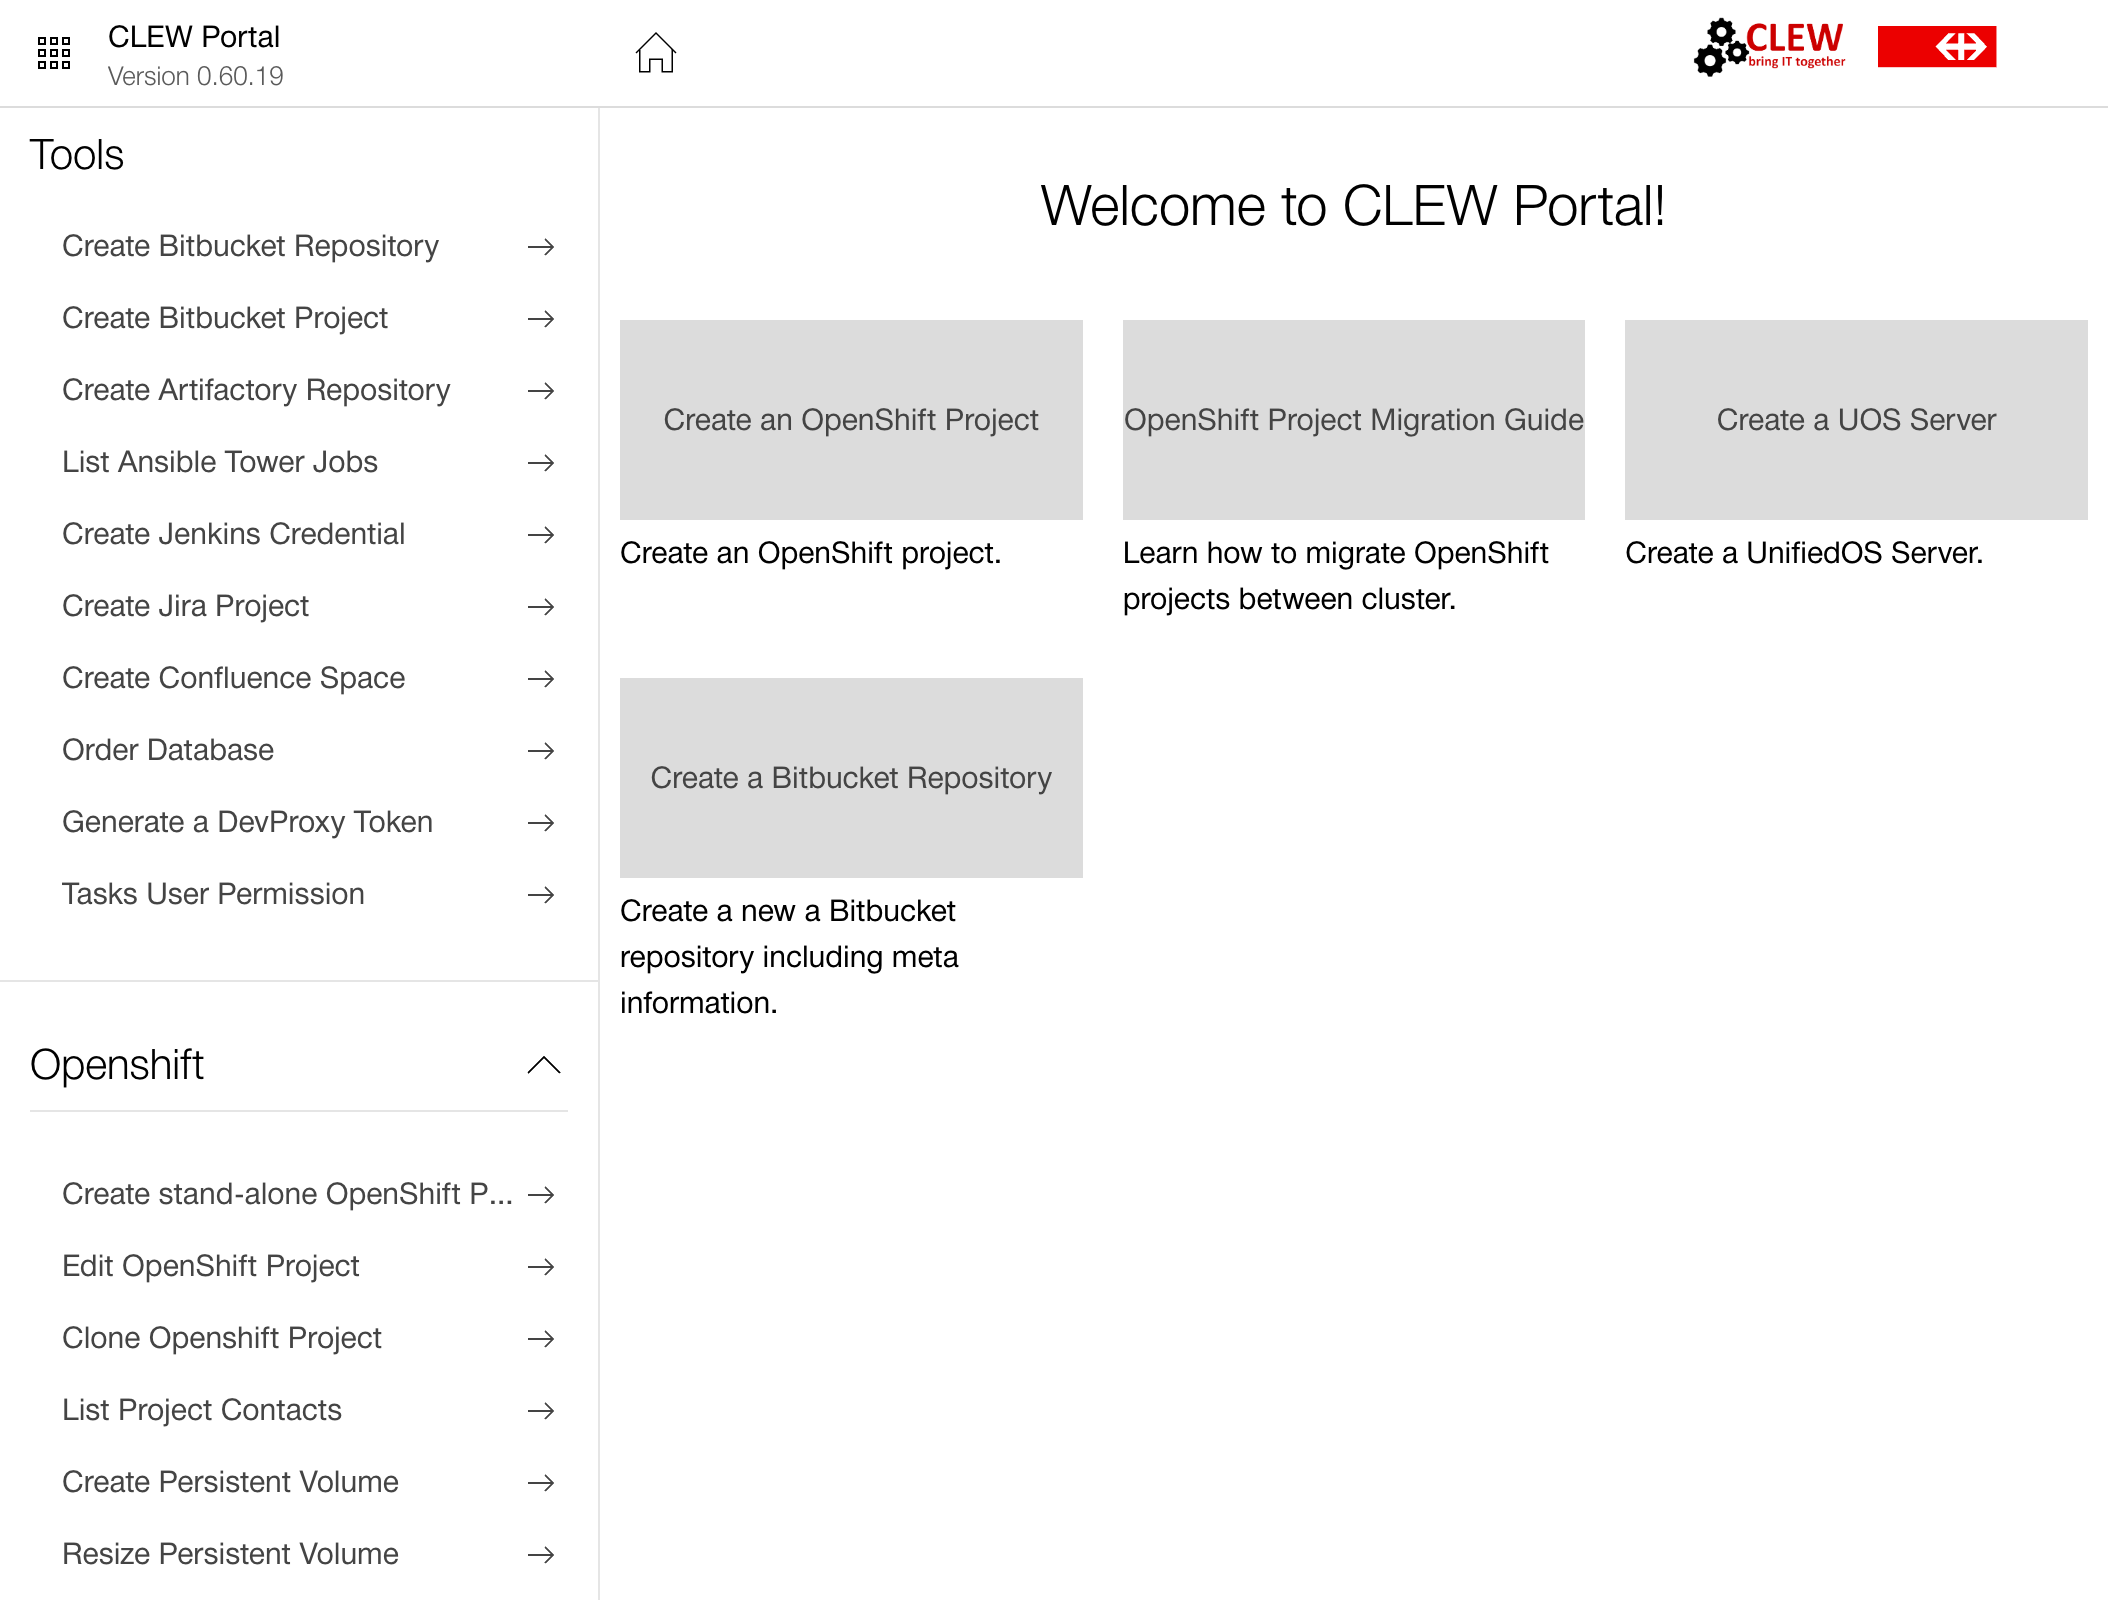 CLEW Portal
Version 0.60.19
CLEW
bring IT together
Tools
Create Bitbucket Repository
Create Bitbucket Project
Create Artifactory Repository
List Ansible Tower Jobs
Create Jenkins Credential
Create Jira Project
Create Confluence Space
Order Database
Generate a DevProxy Token
Tasks User Permission
Openshift
Create stand-alone OpenShift P...
Edit OpenShift Project
Clone Openshift Project
List Project Contacts
Create Persistent Volume
Resize Persistent Volume
Welcome to CLEW Portal!
Create an OpenShift Project
Create an OpenShift project.
OpenShift Project Migration Guide
Learn how to migrate OpenShift
projects between cluster.
Create a UOS Server
Create a UnifiedOS Server.
Create a Bitbucket Repository
Create a new a Bitbucket
repository including meta
information.